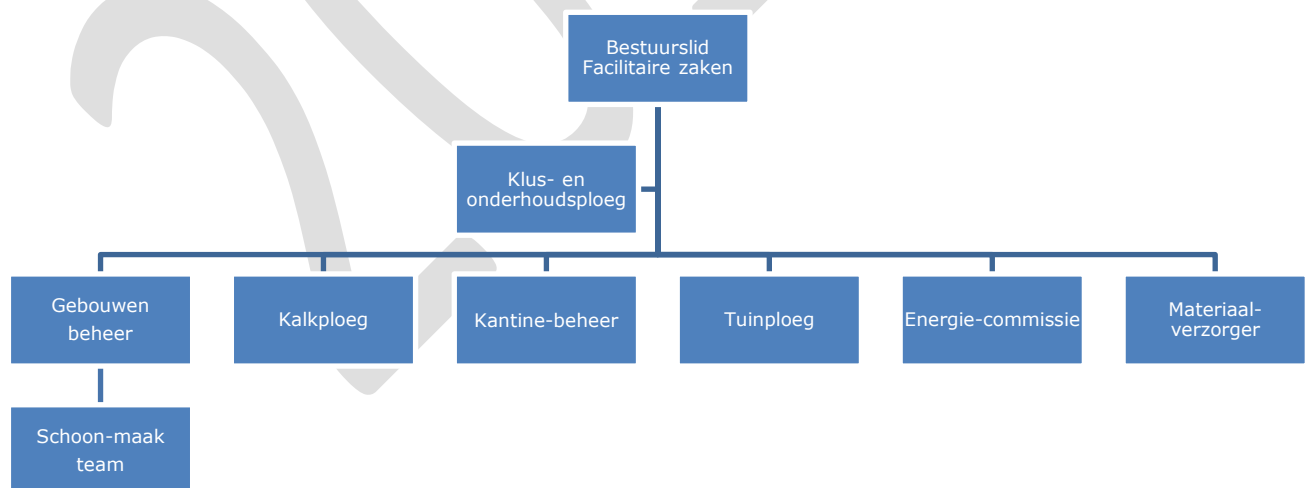 Bestuurslid
Facilitaire zaken
Klus- en
onderhoudsploeg
Gebouwen
beheer
Kalkploeg
Kantine-beheer
Tuinploeg
Energie-commissie
Materiaal-
verzorger
Schoon-maak
team